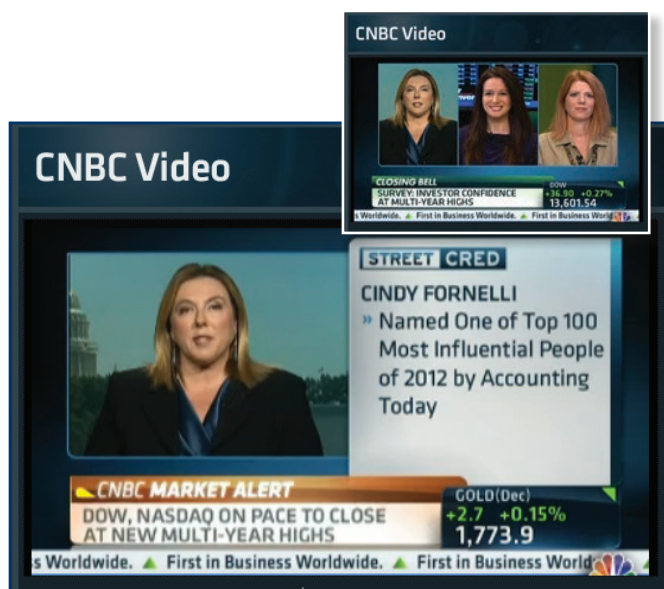 CNBC Video
CLOSING BELL
SURVEY: INVESTOR CONFIDENCE
AT MULTI-YEAR HIGHS
DOW
+36.90 +0.27%
13,601.54
s Worldwide. ▲ First in Business Worldwide. ▲ First in Business World
CNBC Video
STREET CRED
CINDY FORNELLI
» Named One of Top 100
Most Influential People
of 2012 by Accounting
Today
CNBC MARKET ALERT
DOW, NASDAQ ON PACE TO CLOSE
AT NEW MULTI-YEAR HIGHS
GOLD(Dec)
+2.7 +0.15%
1,773.9
s Worldwide. ▲ First in Business Worldwide. ▲ First in Business World